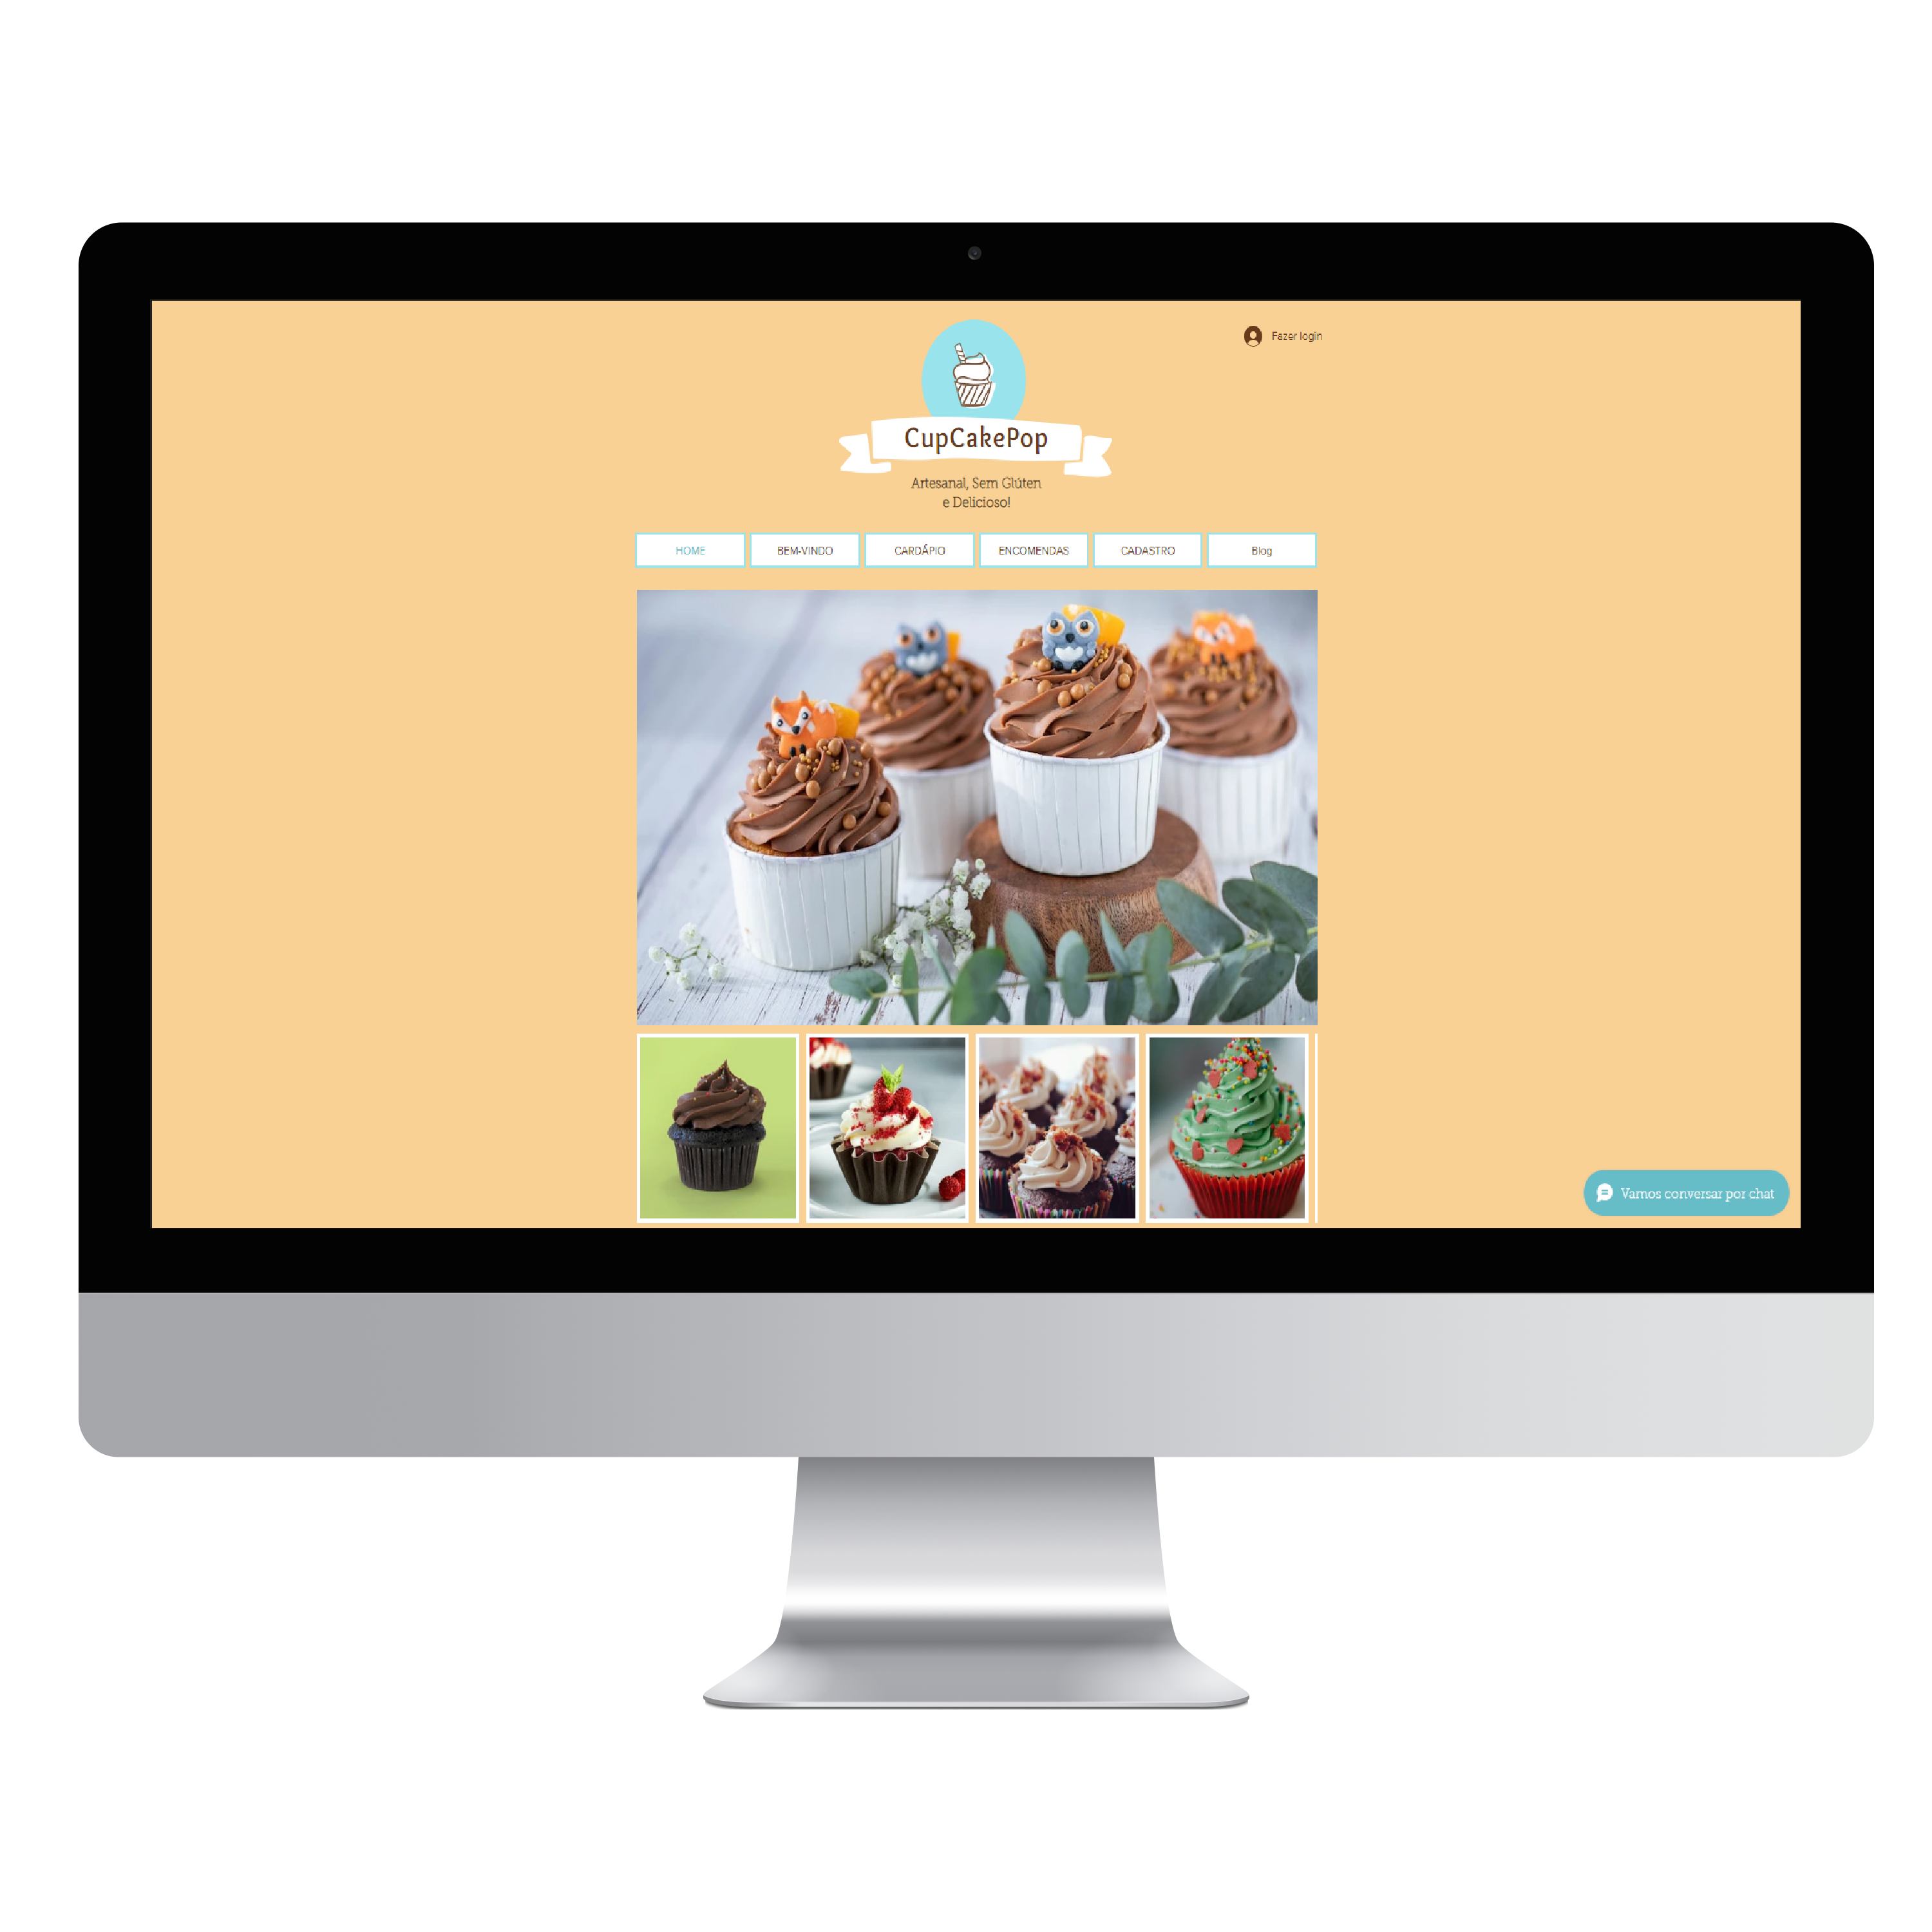 Fazer login
CupCakePop
Artesanal, Sem Glúten
e Delicioso!
HOME
BEM-VINDO
CARDÁPIO
ENCOMENDAS
CADASTRO
Blog
Vamos conversar por chat